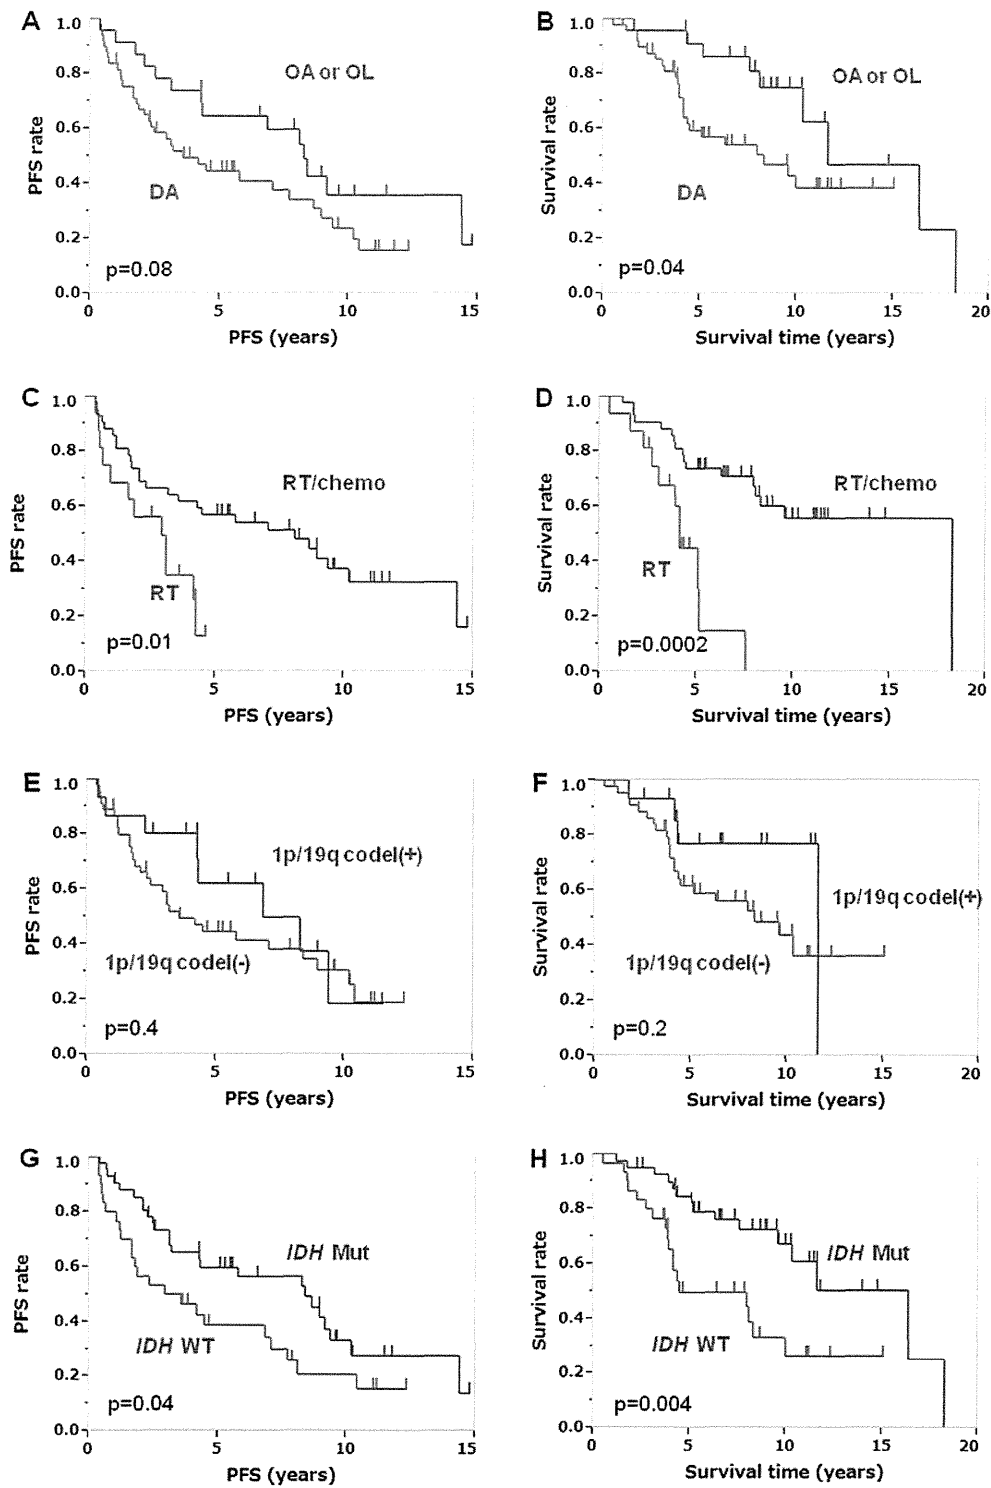 A
1.0
0.8
0.6
0.4
0.2
0.0
PFS rate
OA or OL
DA
p=0.08
0 5 10 15
PFS (years)
B
1.0
0.8
0.6
0.4
0.2
0.0
Survival rate
OA or OL
DA
p=0.04
0 5 10 15 20
Survival time (years)
C
1.0
0.8
0.6
0.4
0.2
0.0
PFS rate
RT/chemo
RT
p=0.01
0 5 10 15
PFS (years)
D
1.0
0.8
0.6
0.4
0.2
0.0
Survival rate
RT/chemo
RT
p=0.0002
0 5 10 15 20
Survival time (years)
E
1.0
0.8
0.6
0.4
0.2
0.0
PFS rate
1p/19q codel(+)
1p/19q codel(-)
p=0.4
0 5 10 15
PFS (years)
F
1.0
0.8
0.6
0.4
0.2
0.0
Survival rate
1p/19q codel(+)
1p/19q codel(-)
p=0.2
0 5 10 15 20
Survival time (years)
G
1.0
0.8
0.6
0.4
0.2
0.0
PFS rate
IDH Mut
IDH WT
p=0.04
0 5 10 15
PFS (years)
H
1.0
0.8
0.6
0.4
0.2
0.0
Survival rate
IDH Mut
IDH WT
p=0.004
0 5 10 15 20
Survival time (years)